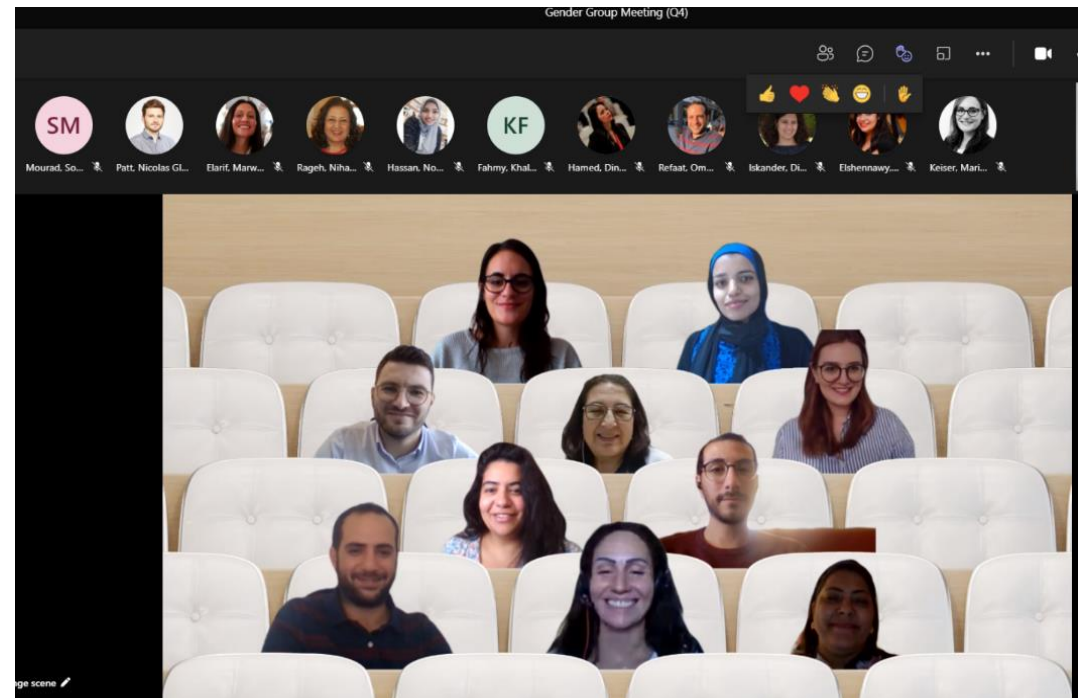 Gender Group Meeting (Q4)
SM
KF
Mourad, So...
Patt, Nicolas Gl...
Elarif, Marw...
Rageh, Niha...
Hassan, No...
Fahmy, Khal...
Hamed, Din...
Refaat, Om...
Iskander, Di...
Elshennawy,...
Keiser, Mari...
nge scene